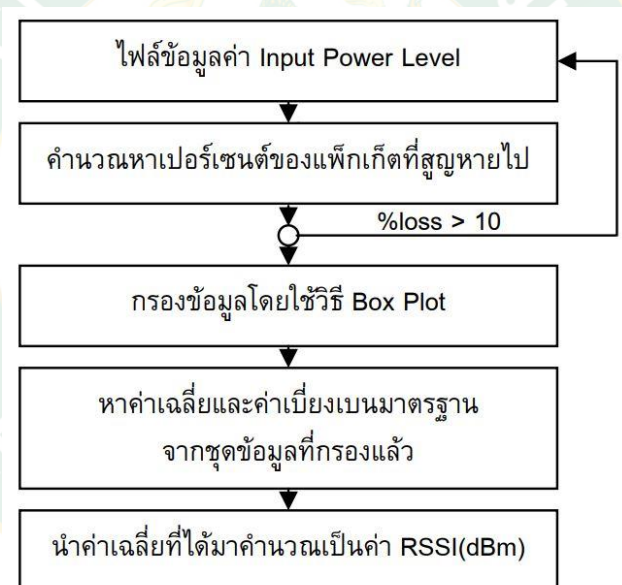 ไฟล์ข้อมูลค่า Input Power Level
คำนวณหาเปอร์เซนต์ของแพ็กเก็ตที่สูญหายไป
%loss > 10
กรองข้อมูลโดยใช้วิธี Box Plot
หาค่าเฉลี่ยและค่าเบี่ยงเบนมาตรฐาน
จากชุดข้อมูลที่กรองแล้ว
นำค่าเฉลี่ยที่ได้มาคำนวณเป็นค่า RSSI(dBm)